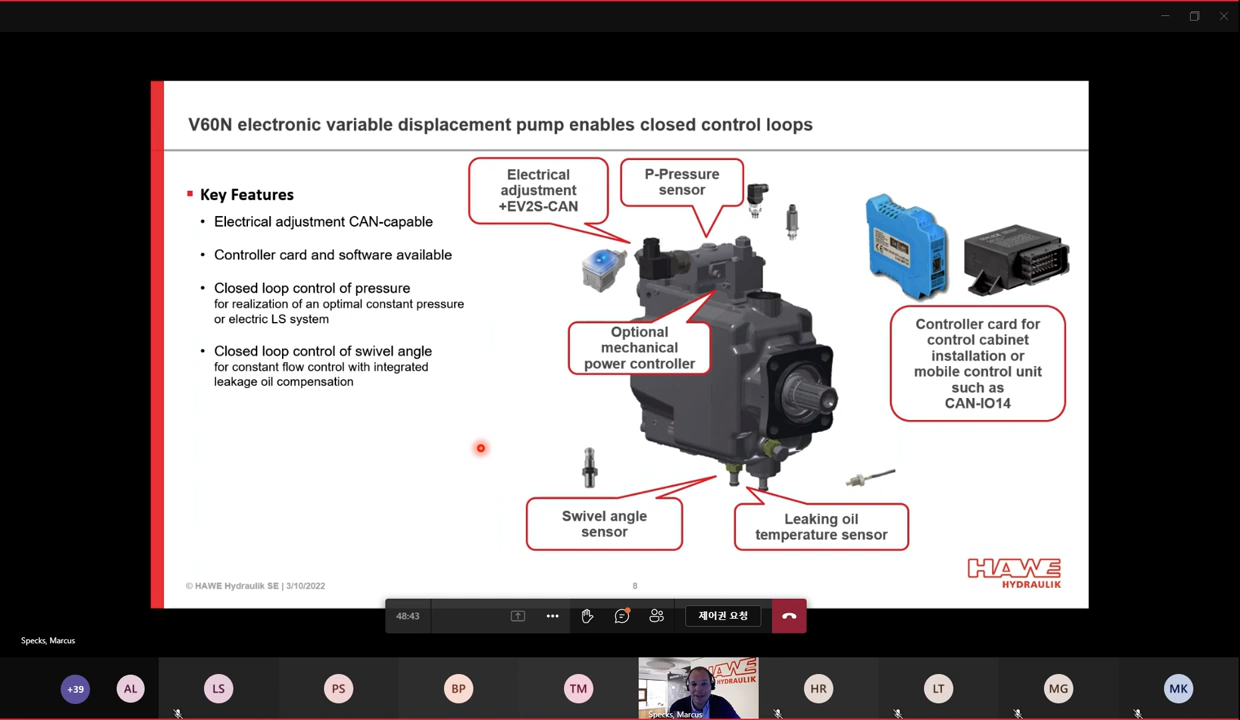 V60N electronic variable displacement pump enables closed control loops
Key Features
Electrical adjustment CAN-capable
Controller card and software available
Closed loop control of pressure
for realization of an optimal constant pressure
or electric LS system
Closed loop control of swivel angle
for constant flow control with integrated
leakage oil compensation
Electrical
adjustment
+EV2S-CAN
P-Pressure
sensor
Optional
mechanical
power controller
Controller card for
control cabinet
installation or
mobile control unit
such as
CAN-IO14
Swivel angle
sensor
Leaking oil
temperature sensor
© HAWE Hydraulik SE | 3/10/2022
8
HAWE
HYDRAULIK
48:43
제어권 요청
Specks, Marcus
+39
AL
LS
PS
BP
TM
HAWE
HYDRAULIK
Specks, Marcus
HR
LT
MG
MK